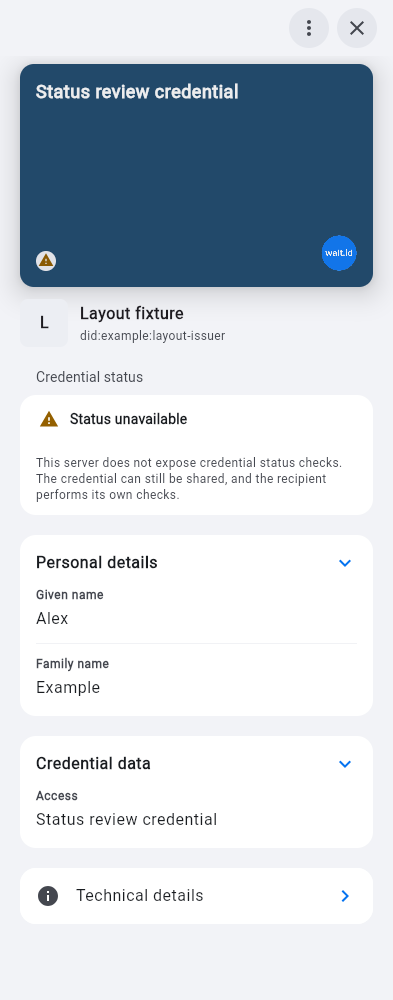 Status review credential
walt.id
L
Layout fixture
did:example:layout-issuer
Credential status
Status unavailable
This server does not expose credential status checks.
The credential can still be shared, and the recipient
performs its own checks.
Personal details
Given name
Alex
Family name
Example
Credential data
Access
Status review credential
Technical details